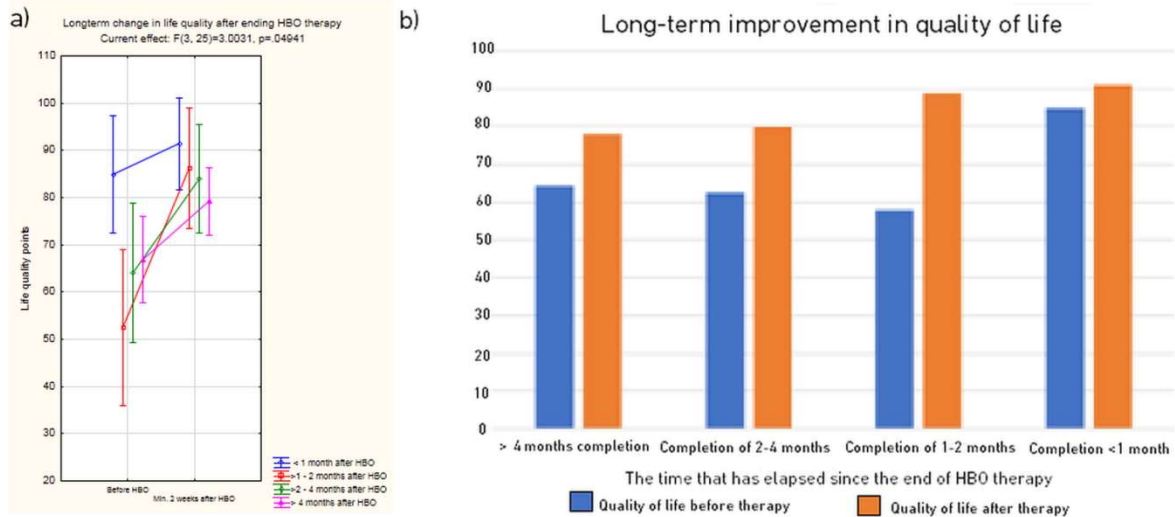 a)
Longterm change in life quality after ending HBO therapy
Current effect: F(3, 25)=3.0031, p=.04941
110
100
90
80
70
60
50
40
30
20
Life quality points
Before HBO
Min. 2 weeks after HBO
< 1 month after HBO
>1 - 2 months after HBO
>2 - 4 months after HBO
> 4 months after HBO
b)
Long-term improvement in quality of life
100
90
80
70
60
50
40
30
20
10
0
> 4 months completion
Completion of 2-4 months
Completion of 1-2 months
Completion <1 month
The time that has elapsed since the end of HBO therapy
Quality of life before therapy
Quality of life after therapy